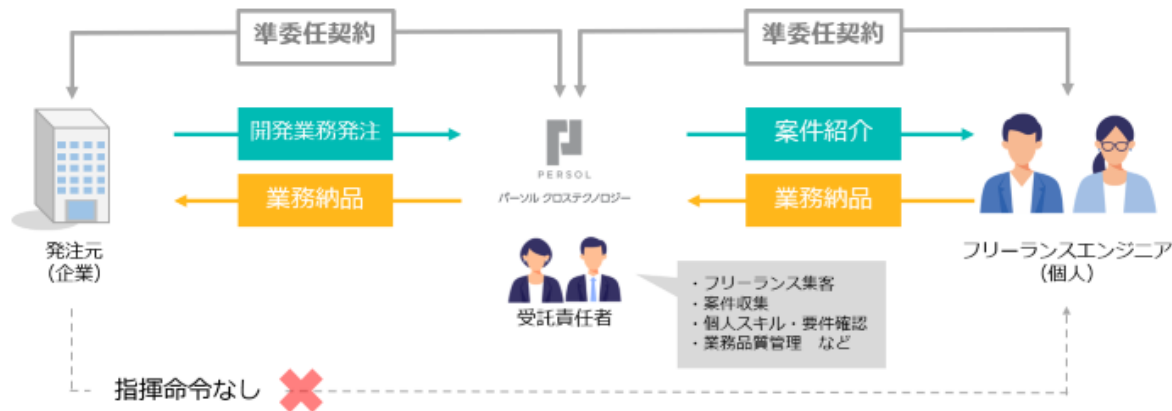 準委任契約
準委任契約
開発業務発注
案件紹介
PERSOL
パーソル クロステクノロジー
業務納品
業務納品
発注元
(企業)
フリーランスエンジニア
(個人)
受託責任者
・フリーランス集客
・案件収集
・個人スキル・要件確認
・業務品質管理 など
指揮命令なし